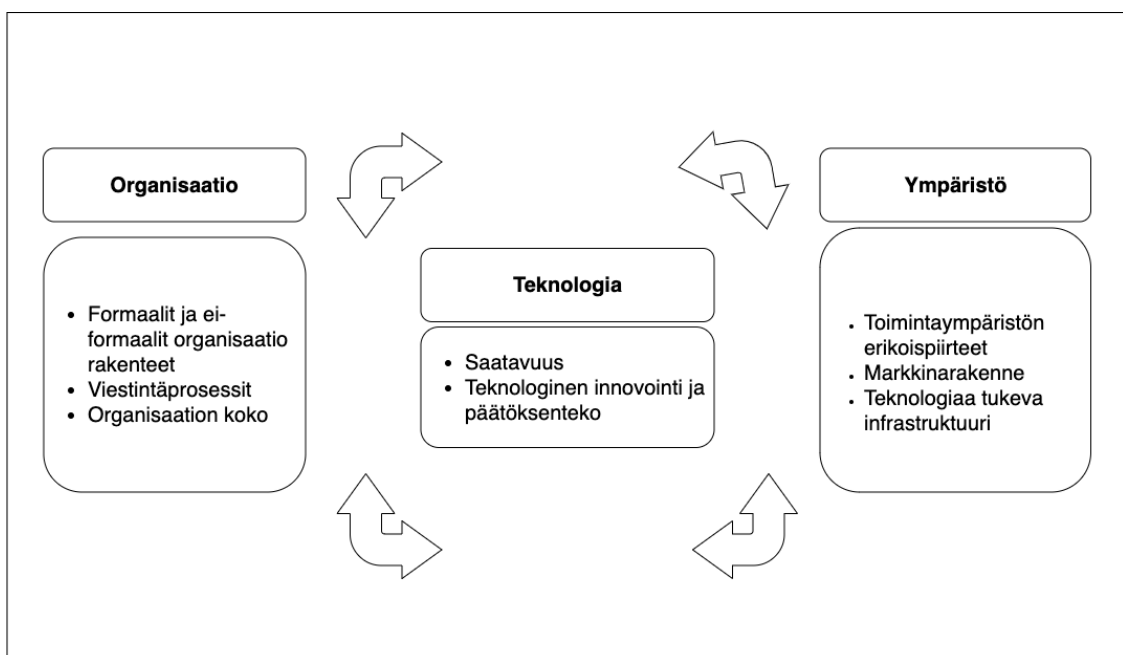 Organisaatio
Formaalit ja ei-
formaalit organisaatio
rakenteet
Viestintäprosessit
Organisaation koko
Teknologia
Saatavuus
Teknologinen innovointi ja
päätöksenteko
Ympäristö
Toimintaympäristön
erikoispiirteet
Markkinarakenne
Teknologiaa tukeva
infrastruktuuri